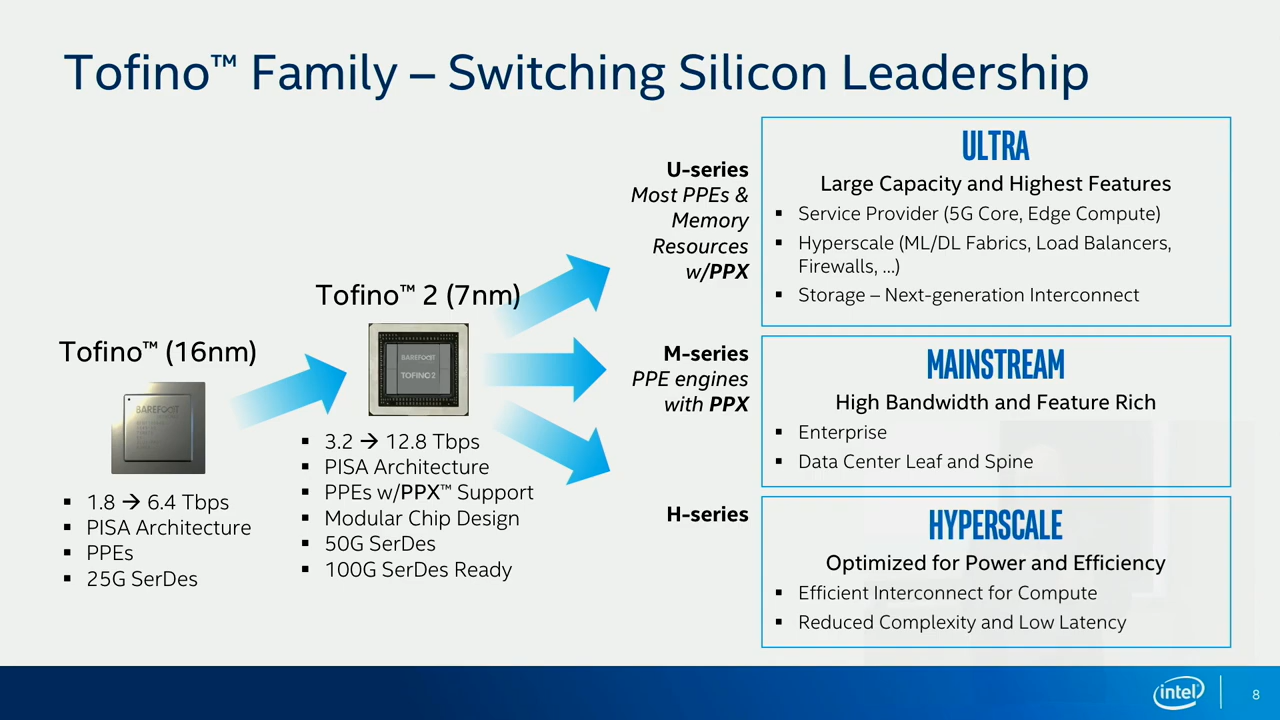 Tofino™ Family – Switching Silicon Leadership
Tofino™ (16nm)
BAREFOOT
▪ 1.8 → 6.4 Tbps
▪ PISA Architecture
▪ PPEs
▪ 25G SerDes
Tofino™ 2 (7nm)
BAREFOOT
TOFINO 2
▪ 3.2 → 12.8 Tbps
▪ PISA Architecture
▪ PPEs w/PPX™ Support
▪ Modular Chip Design
▪ 50G SerDes
▪ 100G SerDes Ready
U-series
Most PPEs &
Memory
Resources
w/PPX
ULTRA
Large Capacity and Highest Features
▪ Service Provider (5G Core, Edge Compute)
▪ Hyperscale (ML/DL Fabrics, Load Balancers,
Firewalls, ...)
▪ Storage – Next-generation Interconnect
M-series
PPE engines
with PPX
MAINSTREAM
High Bandwidth and Feature Rich
▪ Enterprise
▪ Data Center Leaf and Spine
H-series
HYPERSCALE
Optimized for Power and Efficiency
▪ Efficient Interconnect for Compute
▪ Reduced Complexity and Low Latency
intel
8